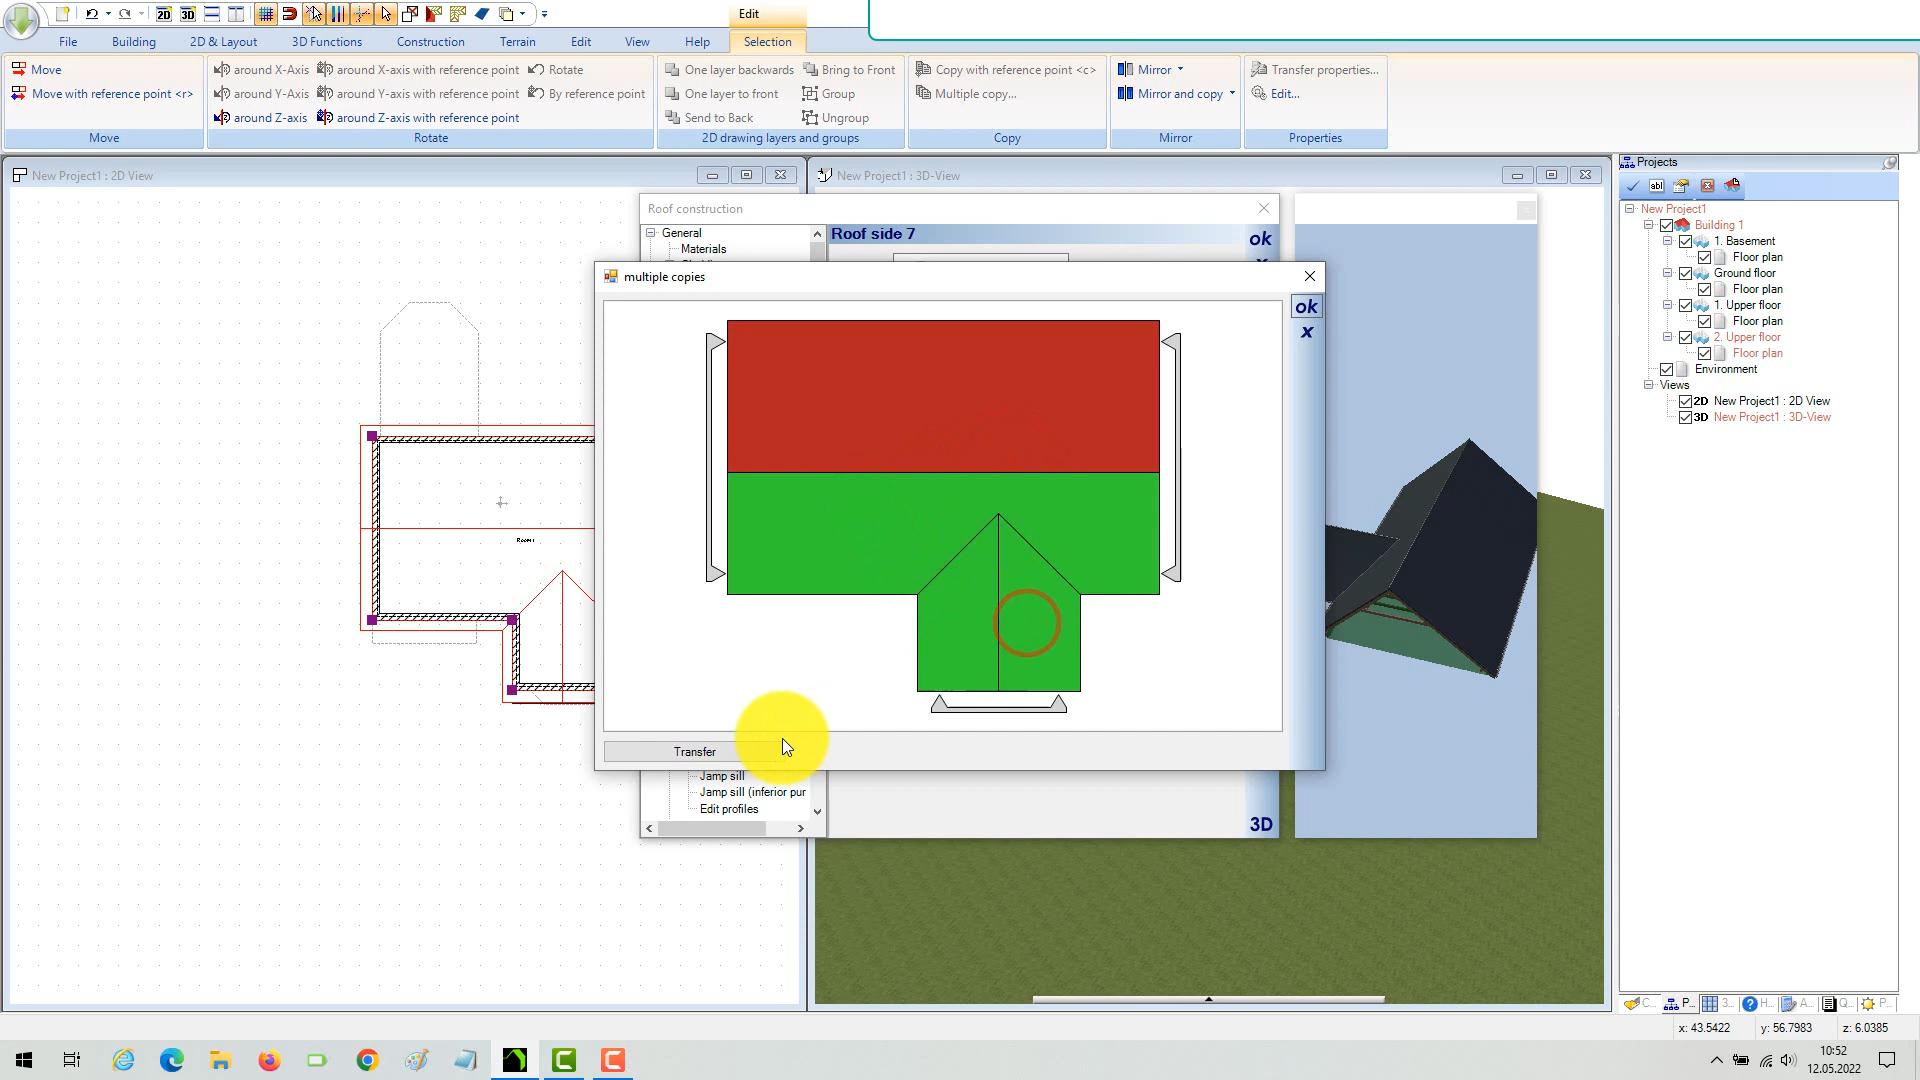 2D 3D
Edit
File Building 2D & Layout 3D Functions Construction Terrain Edit View Help Selection
Move
Move with reference point <r>
Move
around X-Axis around X-axis with reference point Rotate
around Y-Axis around Y-axis with reference point By reference point
around Z-axis around Z-axis with reference point
Rotate
One layer backwards Bring to Front
One layer to front Group
Send to Back Ungroup
2D drawing layers and groups
Copy with reference point <c>
Multiple copy...
Copy
Mirror
Mirror and copy
Mirror
Transfer properties...
Edit...
Properties
New Project1 : 2D View
New Project1 : 3D-View
Roof construction
General
Materials
Roof side 7
ok
multiple copies
ok
x
Transfer
Jamp sill
Jamp sill (inferior pur
Edit profiles
3D
Projects
abl
New Project1
Building 1
1. Basement
Floor plan
Ground floor
Floor plan
1. Upper floor
Floor plan
2. Upper floor
Floor plan
Environment
Views
2D New Project1 : 2D View
3D New Project1 : 3D-View
C... P... 3... H... A... Q... P...
x: 43.5422 y: 56.7983 z: 6.0385
10:52
12.05.2022